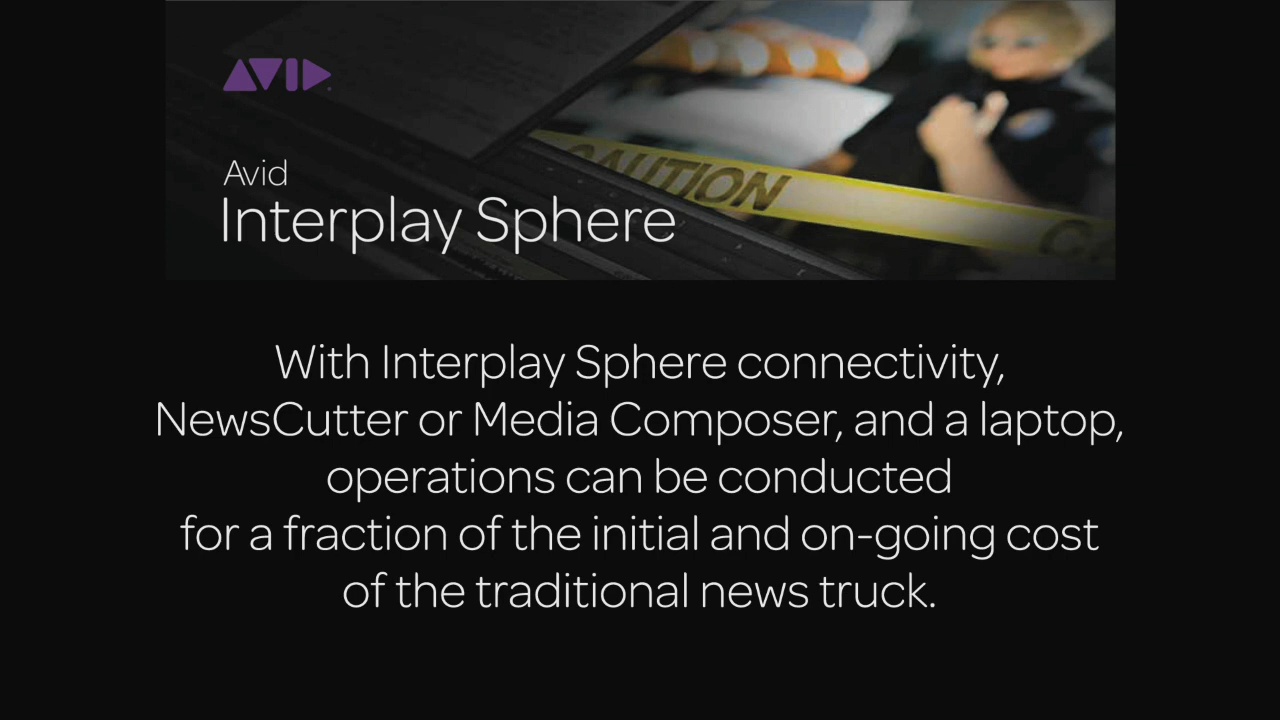 AVID
Avid
Interplay Sphere
CAUTION
CA
With Interplay Sphere connectivity,
NewsCutter or Media Composer, and a laptop,
operations can be conducted
for a fraction of the initial and on-going cost
of the traditional news truck.